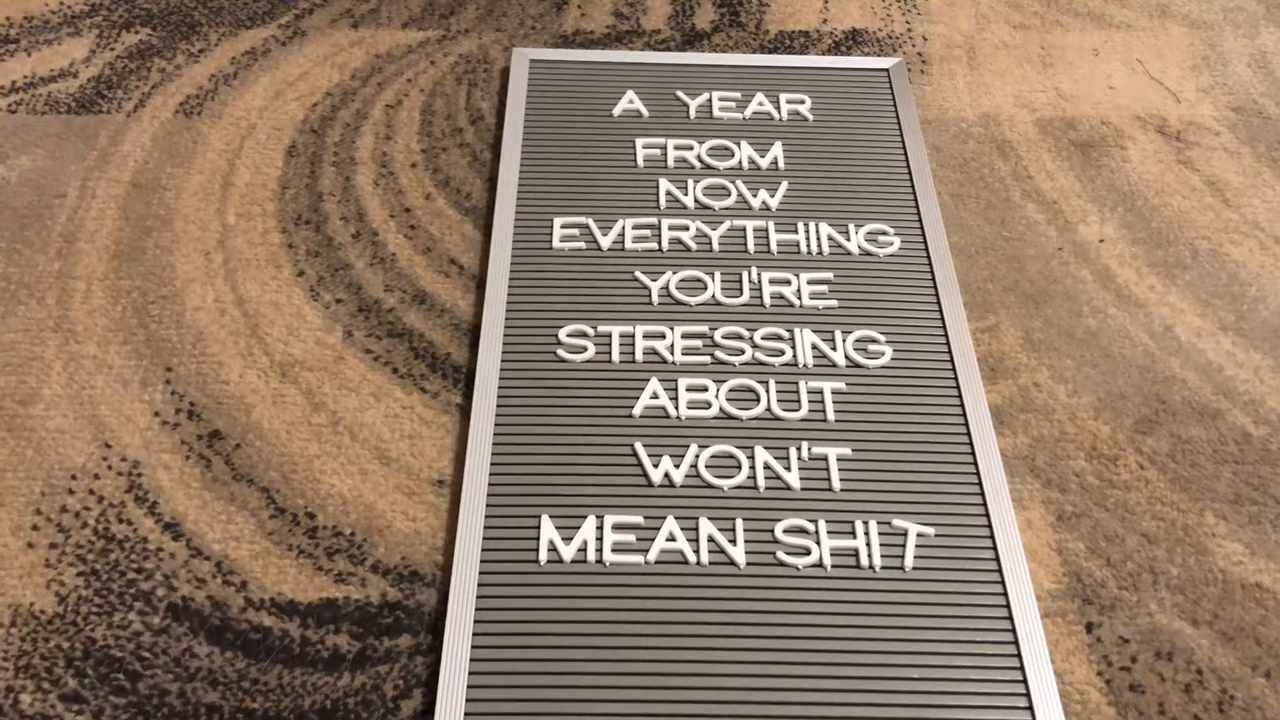 A YEAR
FROM
NOW
EVERYTHING
YOU'RE
STRESSING
ABOUT
WON'T
MEAN SHIT